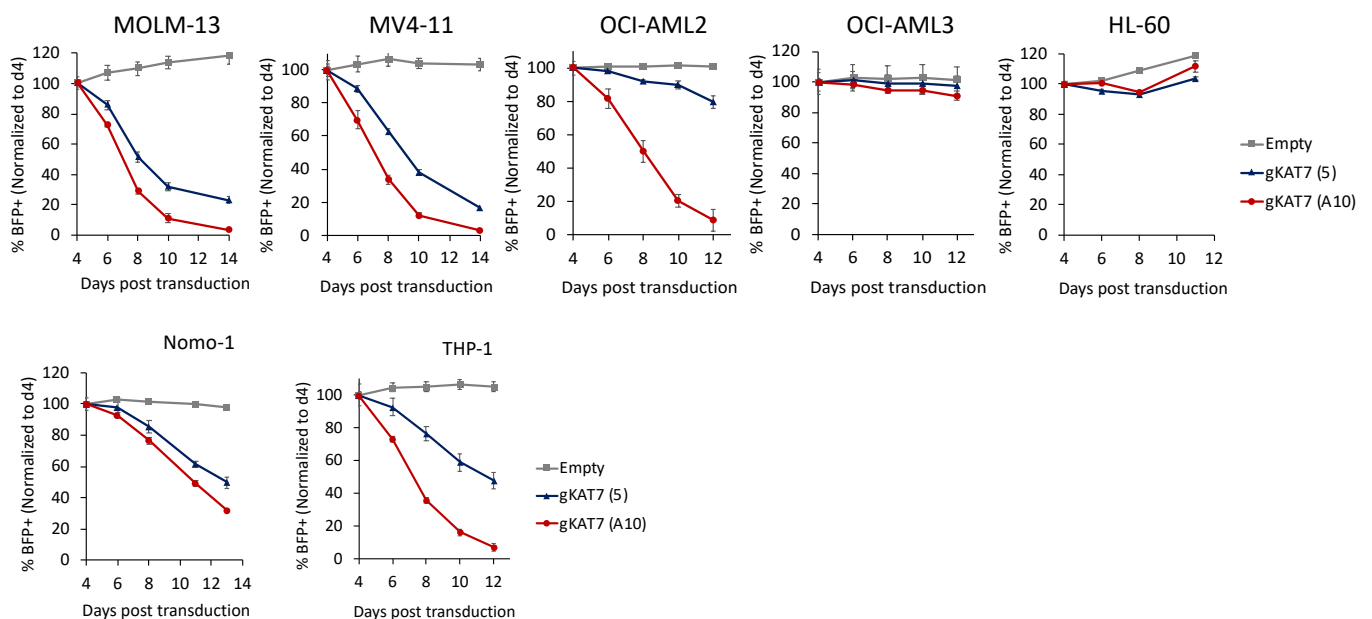 MOLM-13
MV4-11
OCI-AML2
OCI-AML3
HL-60
% BFP+ (Normalized to d4)
120
100
80
60
40
20
0
4 6 8 10 12 14
Days post transduction
% BFP+ (Normalized to d4)
100
80
60
40
20
0
4 6 8 10 12 14
Days post transduction
% BFP+ (Normalized to d4)
100
80
60
40
20
0
4 6 8 10 12
Days post transduction
% BFP+ (Normalized to d4)
120
100
80
60
40
20
0
4 6 8 10 12
Days post transduction
% BFP+ (Normalized to d4)
120
100
80
60
40
20
0
4 6 8 10 12
Days post transduction
Empty
gKAT7 (5)
gKAT7 (A10)
Nomo-1
THP-1
% BFP+ (Normalized to d4)
120
100
80
60
40
20
0
4 6 8 10 12 14
Days post transduction
% BFP+ (Normalized to d4)
100
80
60
40
20
0
4 6 8 10 12
Days post transduction
Empty
gKAT7 (5)
gKAT7 (A10)